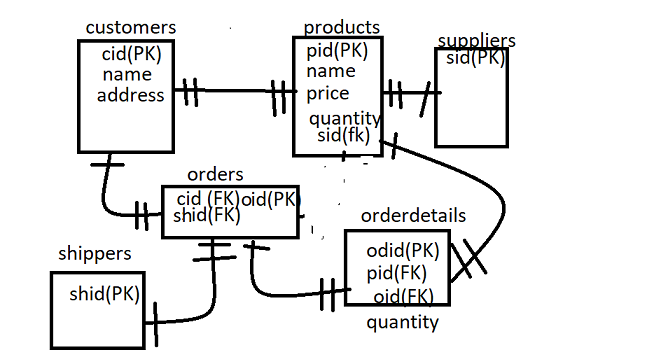 customers
cid(PK)
name
address
products
pid(PK)
name
price
quantity
sid(fk)
suppliers
sid(PK)
orders
cid (FK)oid(PK)
shid(FK)
orderdetails
odid(PK)
pid(FK)
oid(FK)
quantity
shippers
shid(PK)